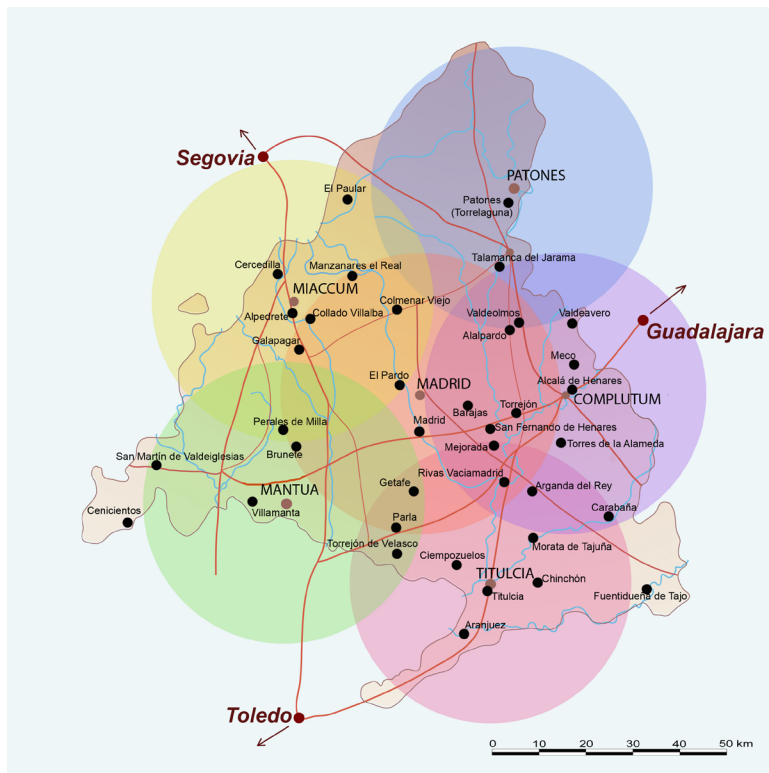 Segovia
PATONES
El Paular
Patones
(Torrelaguna)
Talamanca del Jarama
Cercedilla
Manzanares el Real
MIACCUM
Colmenar Viejo
Alpedrete
Collado Villalba
Valdeolmos
Valdeavero
Guadalajara
Alalpardo
Galapagar
Meco
El Pardo
MADRID
Alcalá de Henares
COMPLUTUM
Barajas
Torrejón
Perales de Milla
Madrid
San Fernando de Henares
Brunete
Mejorada
Torres de la Alameda
San Martín de Valdeiglesias
Rivas Vaciamadrid
Getafe
MANTUA
Arganda del Rey
Cenicientos
Villamanta
Carabaña
Parla
Torrejón de Velasco
Morata de Tajuña
Ciempozuelos
TITULCIA
Chinchón
Titulcia
Fuentidueña de Tajo
Aranjuez
Toledo
0 10 20 30 40 50 km